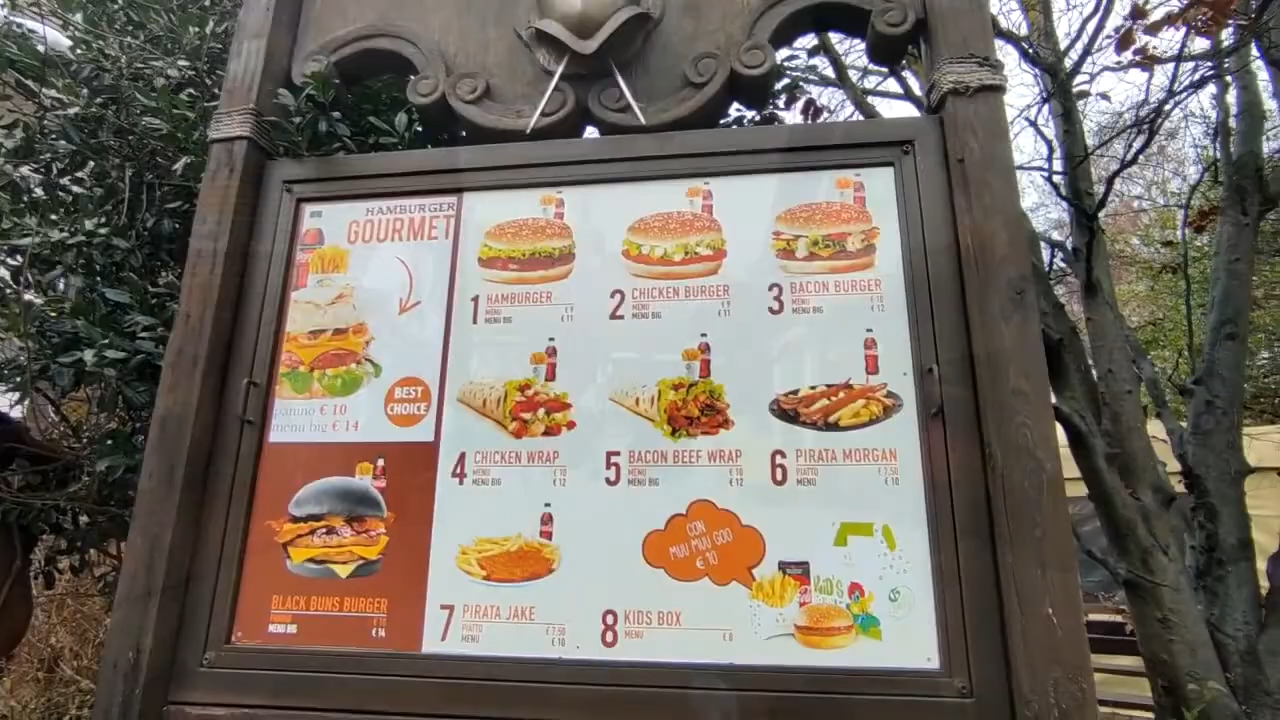 HAMBURGER
GOURMET
panino € 10
menu big € 14
BEST
CHOICE
BLACK BUNS BURGER
PANINO € 10
MENU BIG € 14
1 HAMBURGER
MENU € 9
MENU BIG € 11
2 CHICKEN BURGER
MENU € 9
MENU BIG € 11
3 BACON BURGER
MENU € 10
MENU BIG € 12
4 CHICKEN WRAP
MENU € 10
MENU BIG € 12
5 BACON BEEF WRAP
MENU € 10
MENU BIG € 12
6 PIRATA MORGAN
PIATTO € 7,50
MENU € 10
7 PIRATA JAKE
PIATTO € 7,50
MENU € 10
8 KIDS BOX
MENU € 8
CON
MUU MUU GOO
€ 10
KID'S